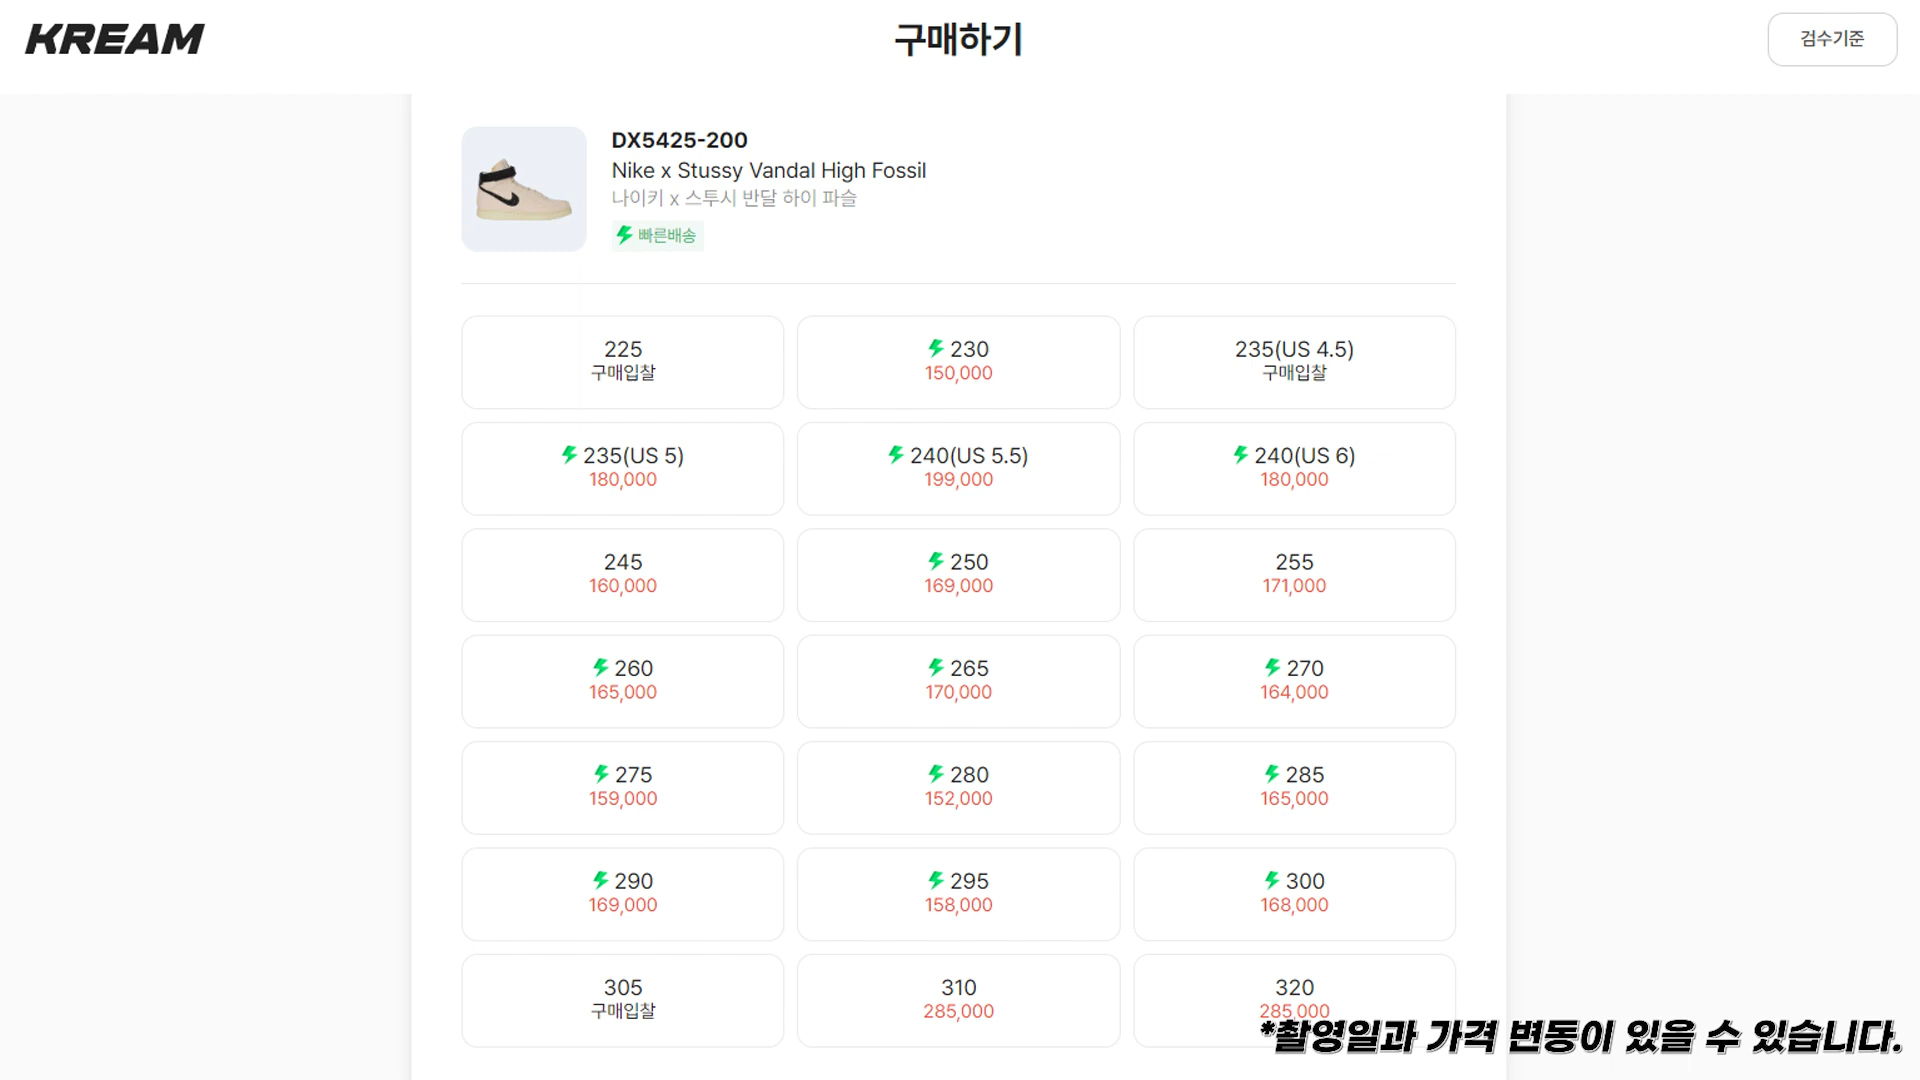 KREAM
구매하기
검수기준
DX5425-200
Nike x Stussy Vandal High Fossil
나이키 x 스투시 반달 하이 파슬
빠른배송
225
구매입찰
230
150,000
235(US 4.5)
구매입찰
235(US 5)
180,000
240(US 5.5)
199,000
240(US 6)
180,000
245
160,000
250
169,000
255
171,000
260
165,000
265
170,000
270
164,000
275
159,000
280
152,000
285
165,000
290
169,000
295
158,000
300
168,000
305
구매입찰
310
285,000
320
285,000
*촬영일과 가격 변동이 있을 수 있습니다.